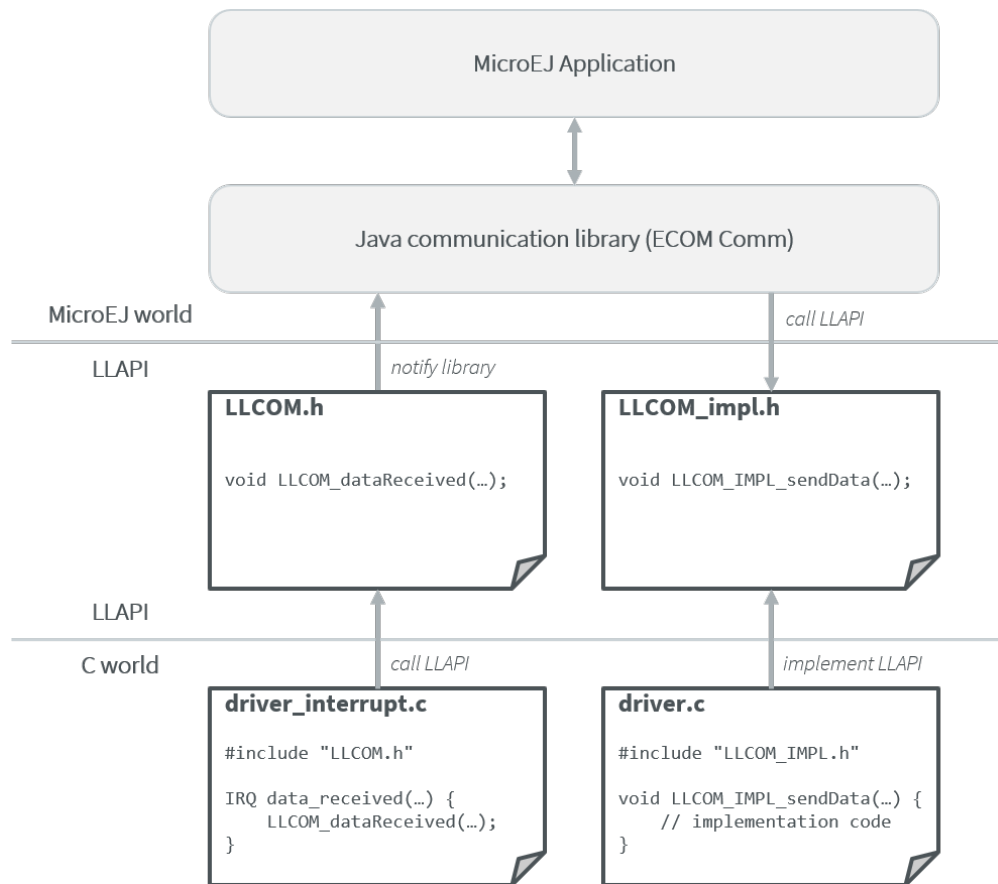 MicroEJ Application
Java communication library (ECOM Comm)
MicroEJ world
call LLAPI
LLAPI
notify library
LLCOM.h
void LLCOM_dataReceived(…);
LLCOM_impl.h
void LLCOM_IMPL_sendData(…);
LLAPI
C world
call LLAPI
implement LLAPI
driver_interrupt.c
#include "LLCOM.h"
IRQ data_received(…) {
LLCOM_dataReceived(…);
}
driver.c
#include "LLCOM_IMPL.h"
void LLCOM_IMPL_sendData(…) {
// implementation code
}